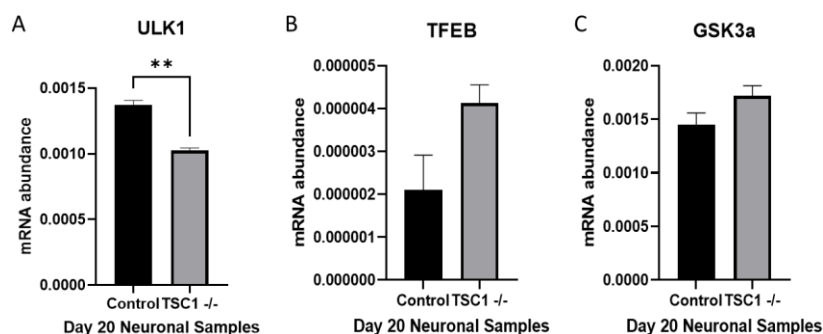 A
ULK1
**
mRNA abundance
0.0015
0.0010
0.0005
0.0000
Control TSC1 -/-
Day 20 Neuronal Samples
B
TFEB
mRNA abundance
0.000005
0.000004
0.000003
0.000002
0.000001
0.000000
Control TSC1 -/-
Day 20 Neuronal Samples
C
GSK3a
mRNA abundance
0.0020
0.0015
0.0010
0.0005
0.0000
Control TSC1 -/-
Day 20 Neuronal Samples